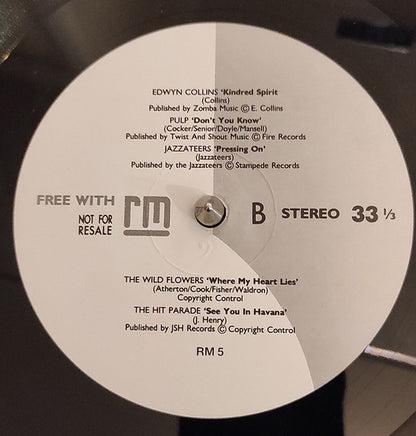 EDWYN COLLINS 'Kindred Spirit'
(Collins)
Published by Zomba Music © E. Collins
PULP 'Don't You Know'
(Cocker/Senior/Doyle/Mansell)
Published by Twist And Shout Music © Fire Records
JAZZATEERS 'Pressing On'
(Jazzateers)
Published by the Jazzateers © Stampede Records
FREE WITH rm B STEREO 33 1/3
NOT FOR
RESALE
THE WILD FLOWERS 'Where My Heart Lies'
(Atherton/Cook/Fisher/Waldron)
Copyright Control
THE HIT PARADE 'See You In Havana'
(J. Henry)
Published by JSH Records © Copyright Control
RM 5